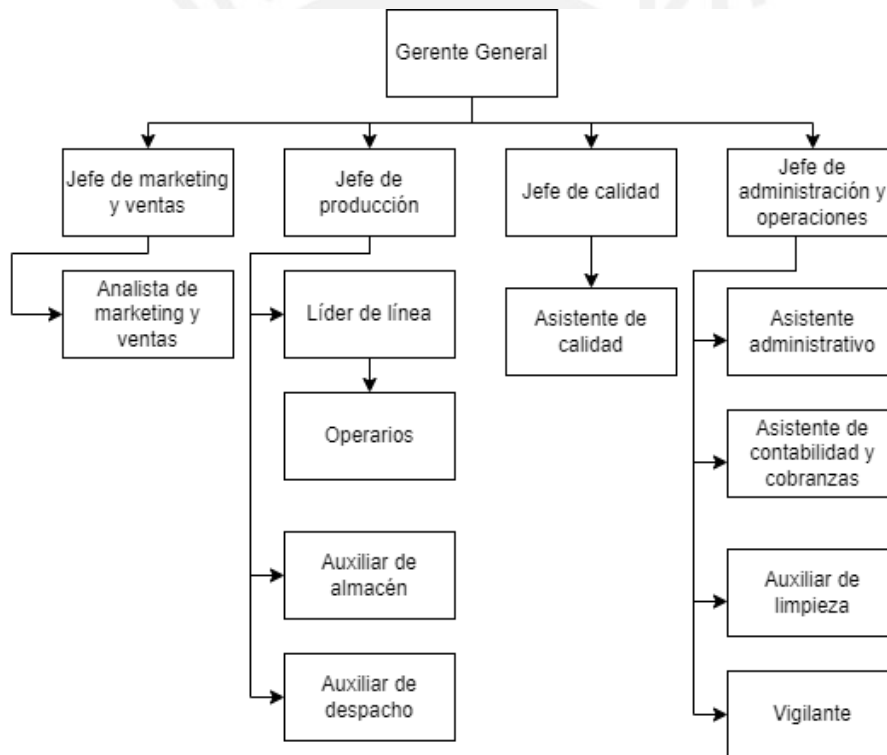 Gerente General
Jefe de marketing
y ventas
Jefe de
producción
Jefe de calidad
Jefe de
administración y
operaciones
Analista de
marketing y
ventas
Líder de línea
Operarios
Auxiliar de
almacén
Auxiliar de
despacho
Asistente de
calidad
Asistente
administrativo
Asistente de
contabilidad y
cobranzas
Auxiliar de
limpieza
Vigilante